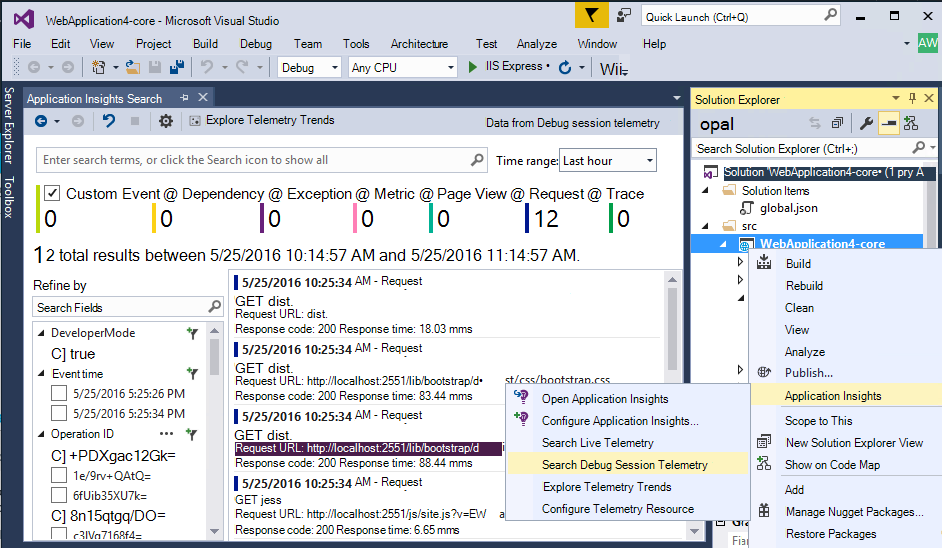 WebApplication4-core - Microsoft Visual Studio
Quick Launch (Ctrl+Q)
File Edit View Project Build Debug Team Tools Architecture Test Analyze Window Help
AW
Debug Any CPU IIS Express • Wii
Server Explorer
Toolbox
Application Insights Search
Explore Telemetry Trends
Data from Debug session telemetry
Enter search terms, or click the Search icon to show all
Time range: Last hour
Custom Event @ Dependency @ Exception @ Metric @ Page View @ Request @ Trace
0 0 0 0 0 12 0
12 total results between 5/25/2016 10:14:57 AM and 5/25/2016 11:14:57 AM.
Refine by
Search Fields
DeveloperMode
C] true
Event time
5/25/2016 5:25:26 PM
5/25/2016 5:25:34 PM
Operation ID •••
C] +PDXgac12Gk=
1e/9rv+QAtQ=
6fUib35XU7k=
C] 8n15qtgq/DO=
c3IVq7168f4=
5/25/2016 10:25:34 AM - Request
GET dist.
Request URL: dist.
Response code: 200 Response time: 18.03 mms
5/25/2016 10:25:34 AM - Request
GET dist.
Request URL: http://localhost:2551/lib/bootstrap/d• st/css/bootstrap.css
Response code: 200 Response time: 83.44 mms
5/25/2016 10:25:34 AM - Request
GET dist.
Request URL: http://localhost:2551/lib/bootstrap/d
Response code: 200 Response time: 88.44 mms
5/25/2016 10:25:34 AM - Request
GET jess
Request URL: http://localhost:2551/js/site.js?v=EW
Response code: 200 Response time: 6.65 mms
Open Application Insights
Configure Application Insights...
Search Live Telemetry
Search Debug Session Telemetry
Explore Telemetry Trends
Configure Telemetry Resource
Solution Explorer
opal
Search Solution Explorer (Ctrl+;)
Solution 'WebApplication4-core• (1 pry A
Solution Items
global.json
src
WebApplication4-core
Build
Rebuild
Clean
View
Analyze
Publish...
Application Insights
Scope to This
New Solution Explorer View
Show on Code Map
Add
Manage Nugget Packages...
Restore Packages